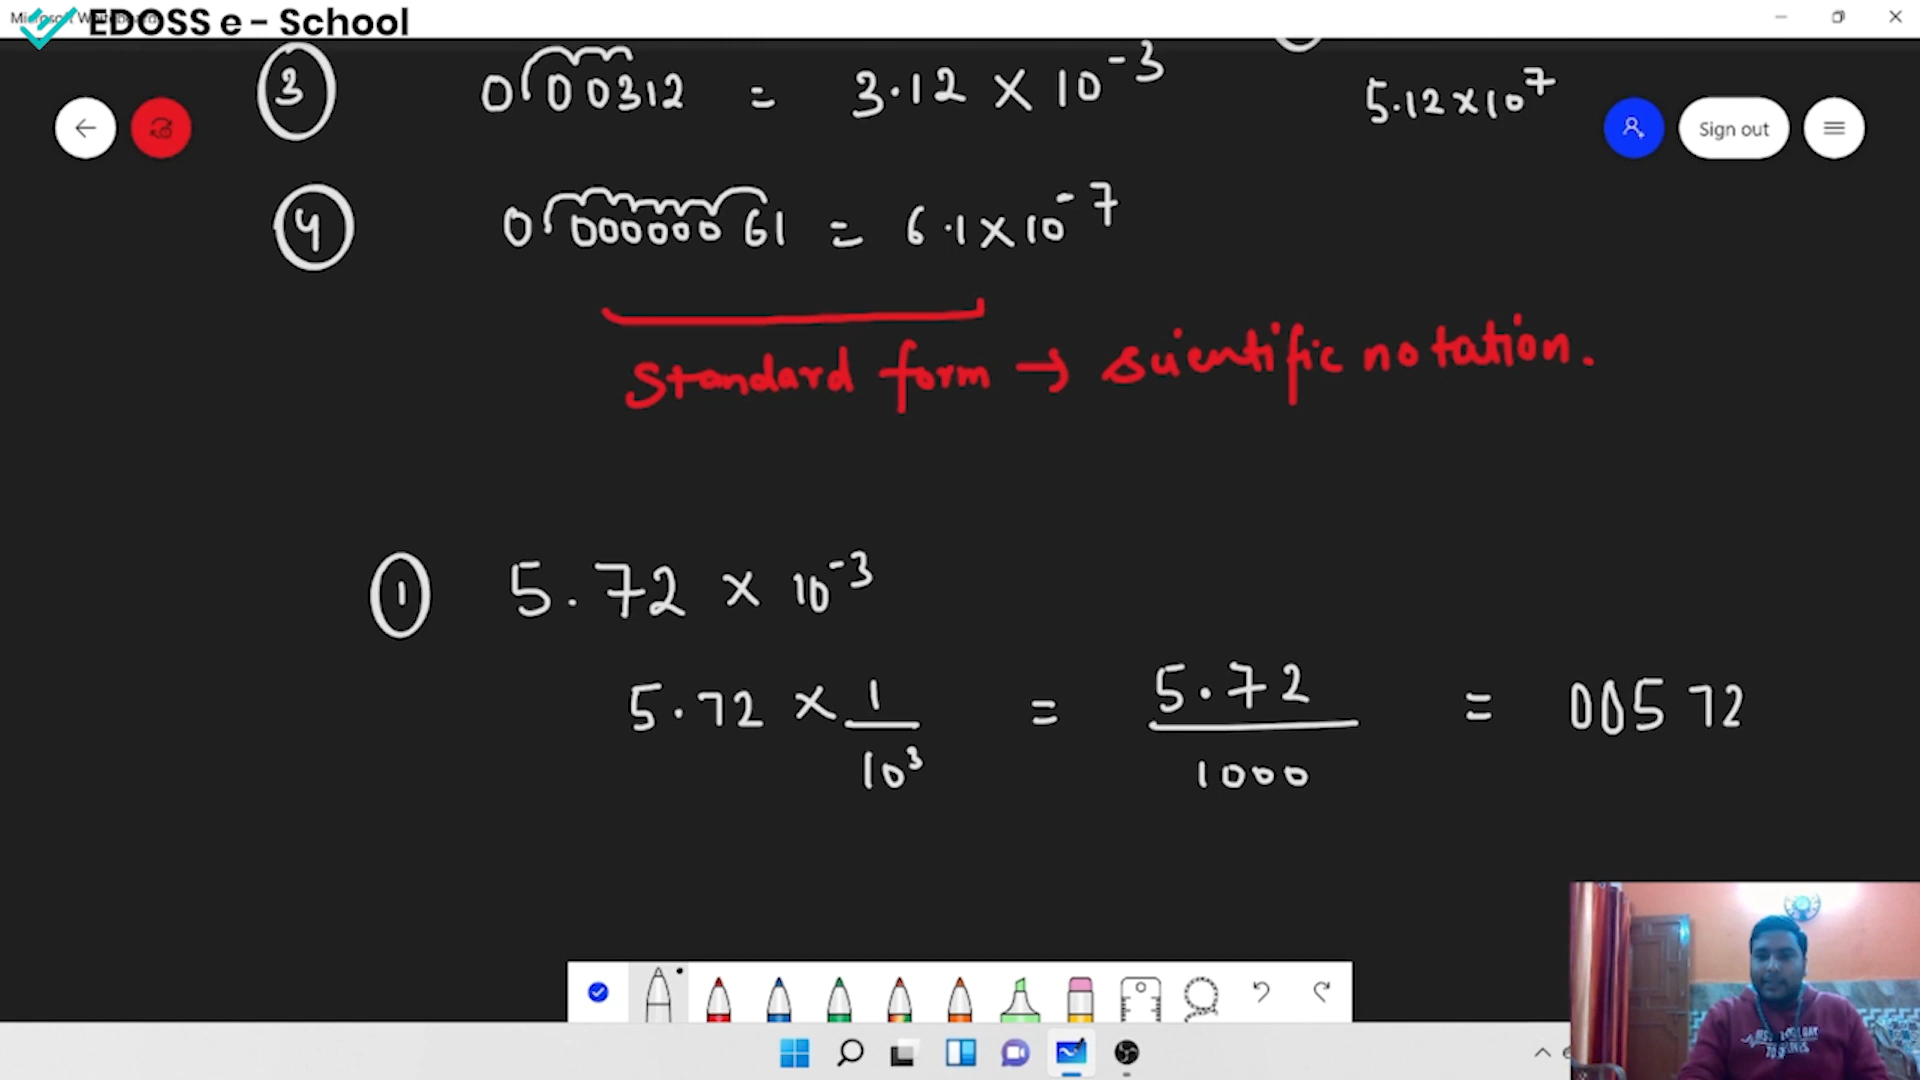 EDOSS e - School
③ 0.00312 = 3.12 × 10⁻³
5.12×10⁷
Sign out
④ 0.00000061 = 6.1×10⁻⁷
Standard form → scientific notation.
① 5.72 × 10⁻³
5.72 × 1/10³ = 5.72/1000 = 00572